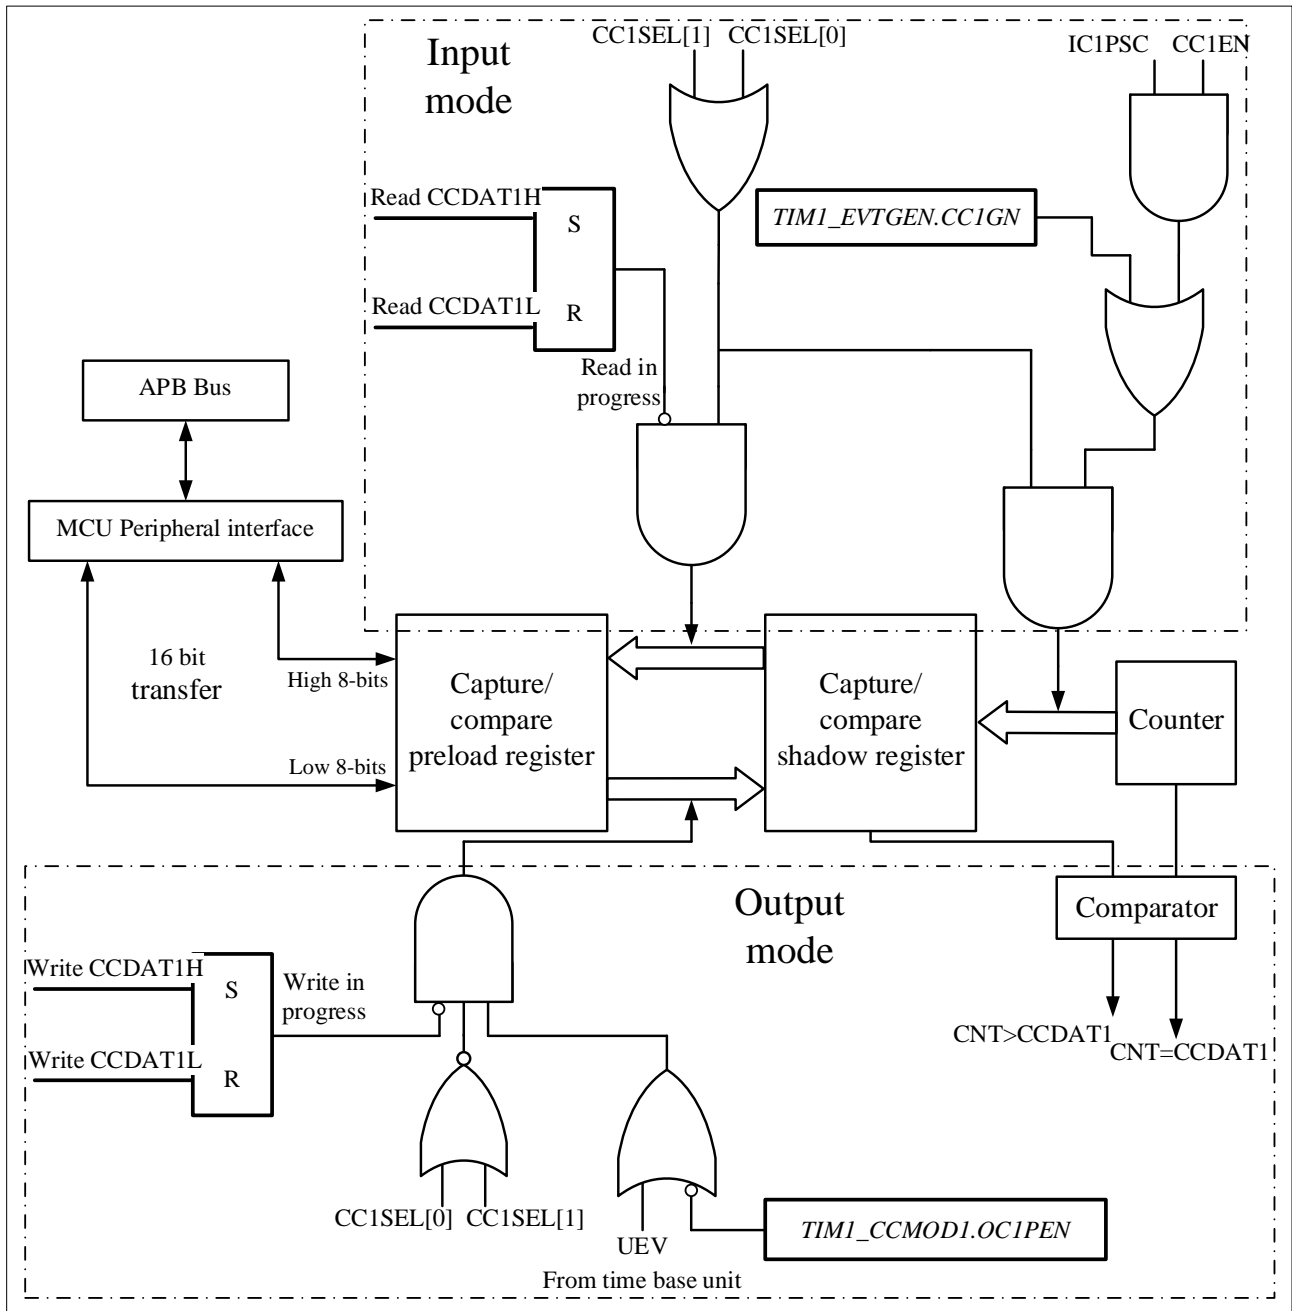 Input
mode
CC1SEL[1] CC1SEL[0]
IC1PSC CC1EN
Read CCDAT1H
S
TIM1_EVTGEN.CC1GN
Read CCDAT1L
R
Read in
progress
APB Bus
MCU Peripheral interface
16 bit
transfer
High 8-bits
Low 8-bits
Capture/
compare
preload register
Capture/
compare
shadow register
Counter
Output
mode
Comparator
Write CCDAT1H
S
Write in
progress
Write CCDAT1L
R
CNT>CCDAT1
CNT=CCDAT1
CC1SEL[0] CC1SEL[1]
UEV
TIM1_CCMOD1.OC1PEN
From time base unit